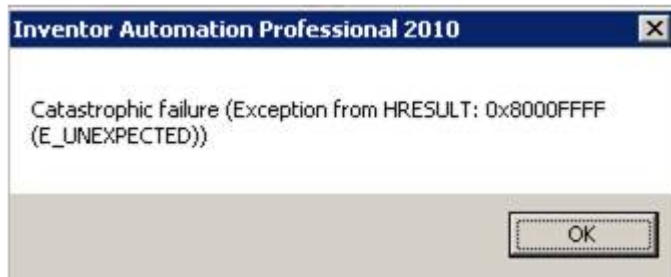 Inventor Automation Professional 2010
Catastrophic failure (Exception from HRESULT: 0x8000FFFF
(E_UNEXPECTED))
OK